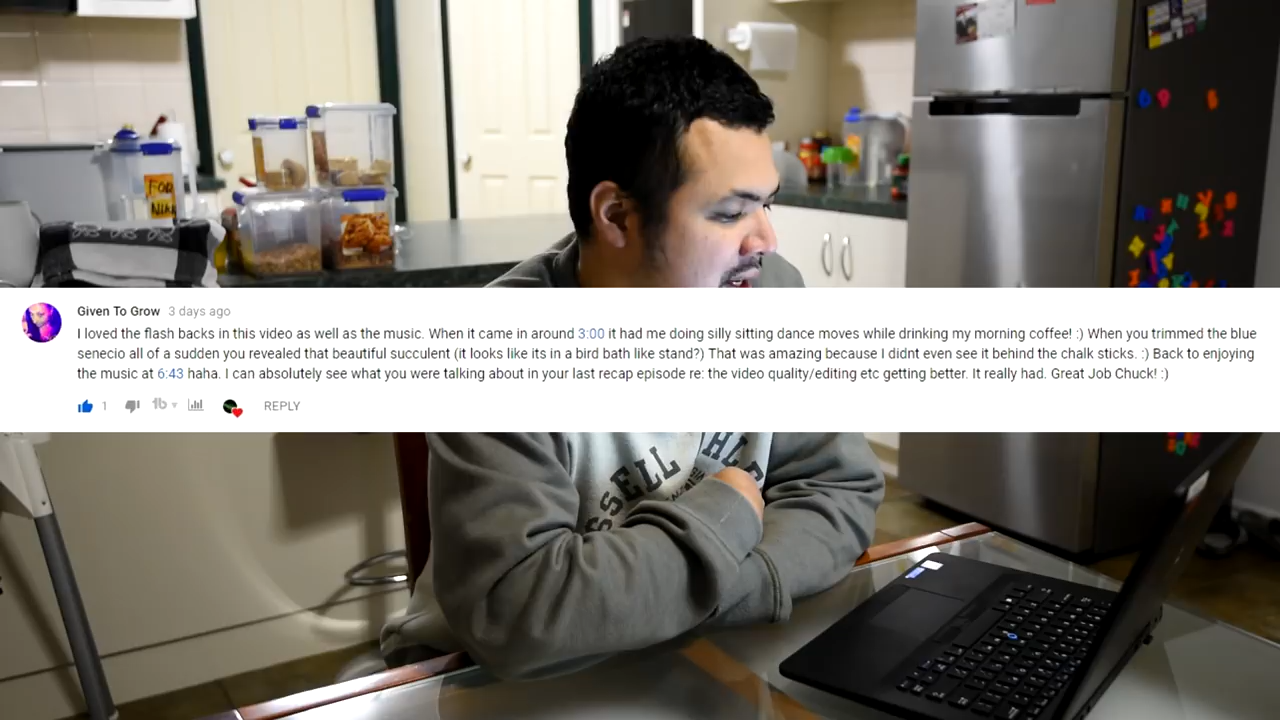 FOR
NIAN
Given To Grow 3 days ago
I loved the flash backs in this video as well as the music. When it came in around 3:00 it had me doing silly sitting dance moves while drinking my morning coffee! :) When you trimmed the blue
senecio all of a sudden you revealed that beautiful succulent (it looks like its in a bird bath like stand?) That was amazing because I didnt even see it behind the chalk sticks. :) Back to enjoying
the music at 6:43 haha. I can absolutely see what you were talking about in your last recap episode re: the video quality/editing etc getting better. It really had. Great Job Chuck! :)
1 REPLY